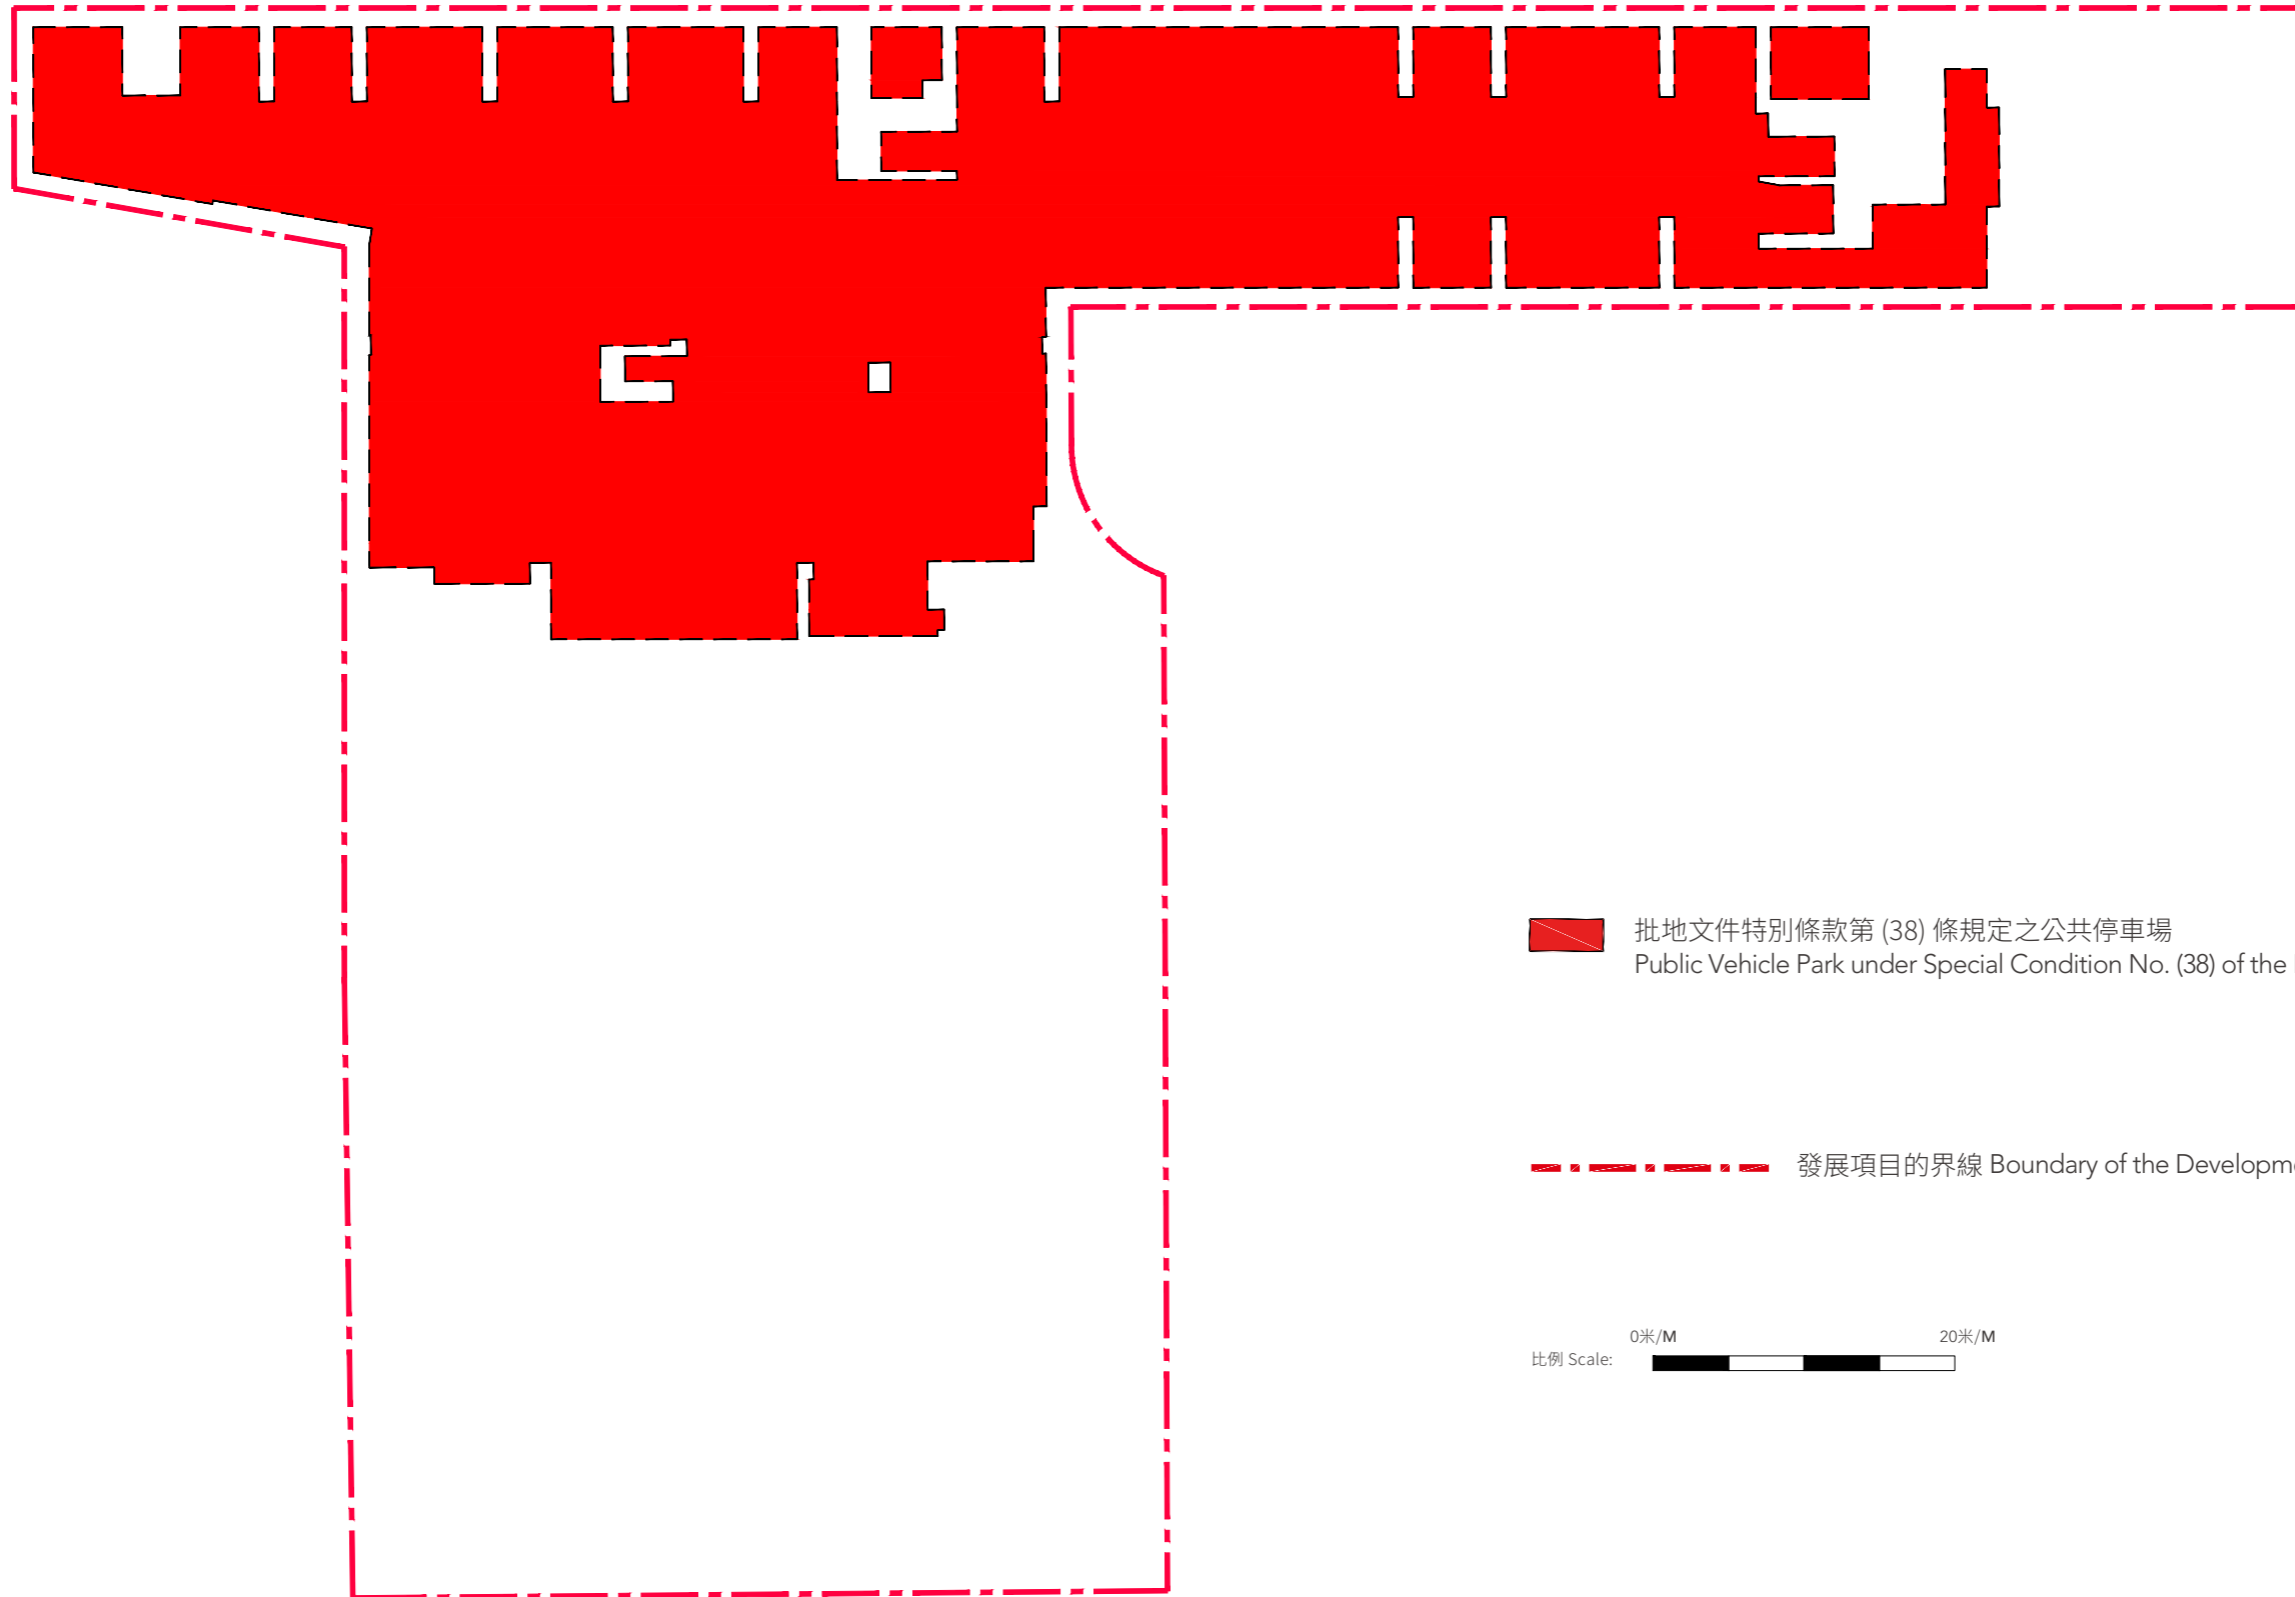 批地文件特別條款第 (38) 條規定之公共停車場
Public Vehicle Park under Special Condition No. (38) of the
發展項目的界線 Boundary of the
0米/M 20米/M
比例 Scale: